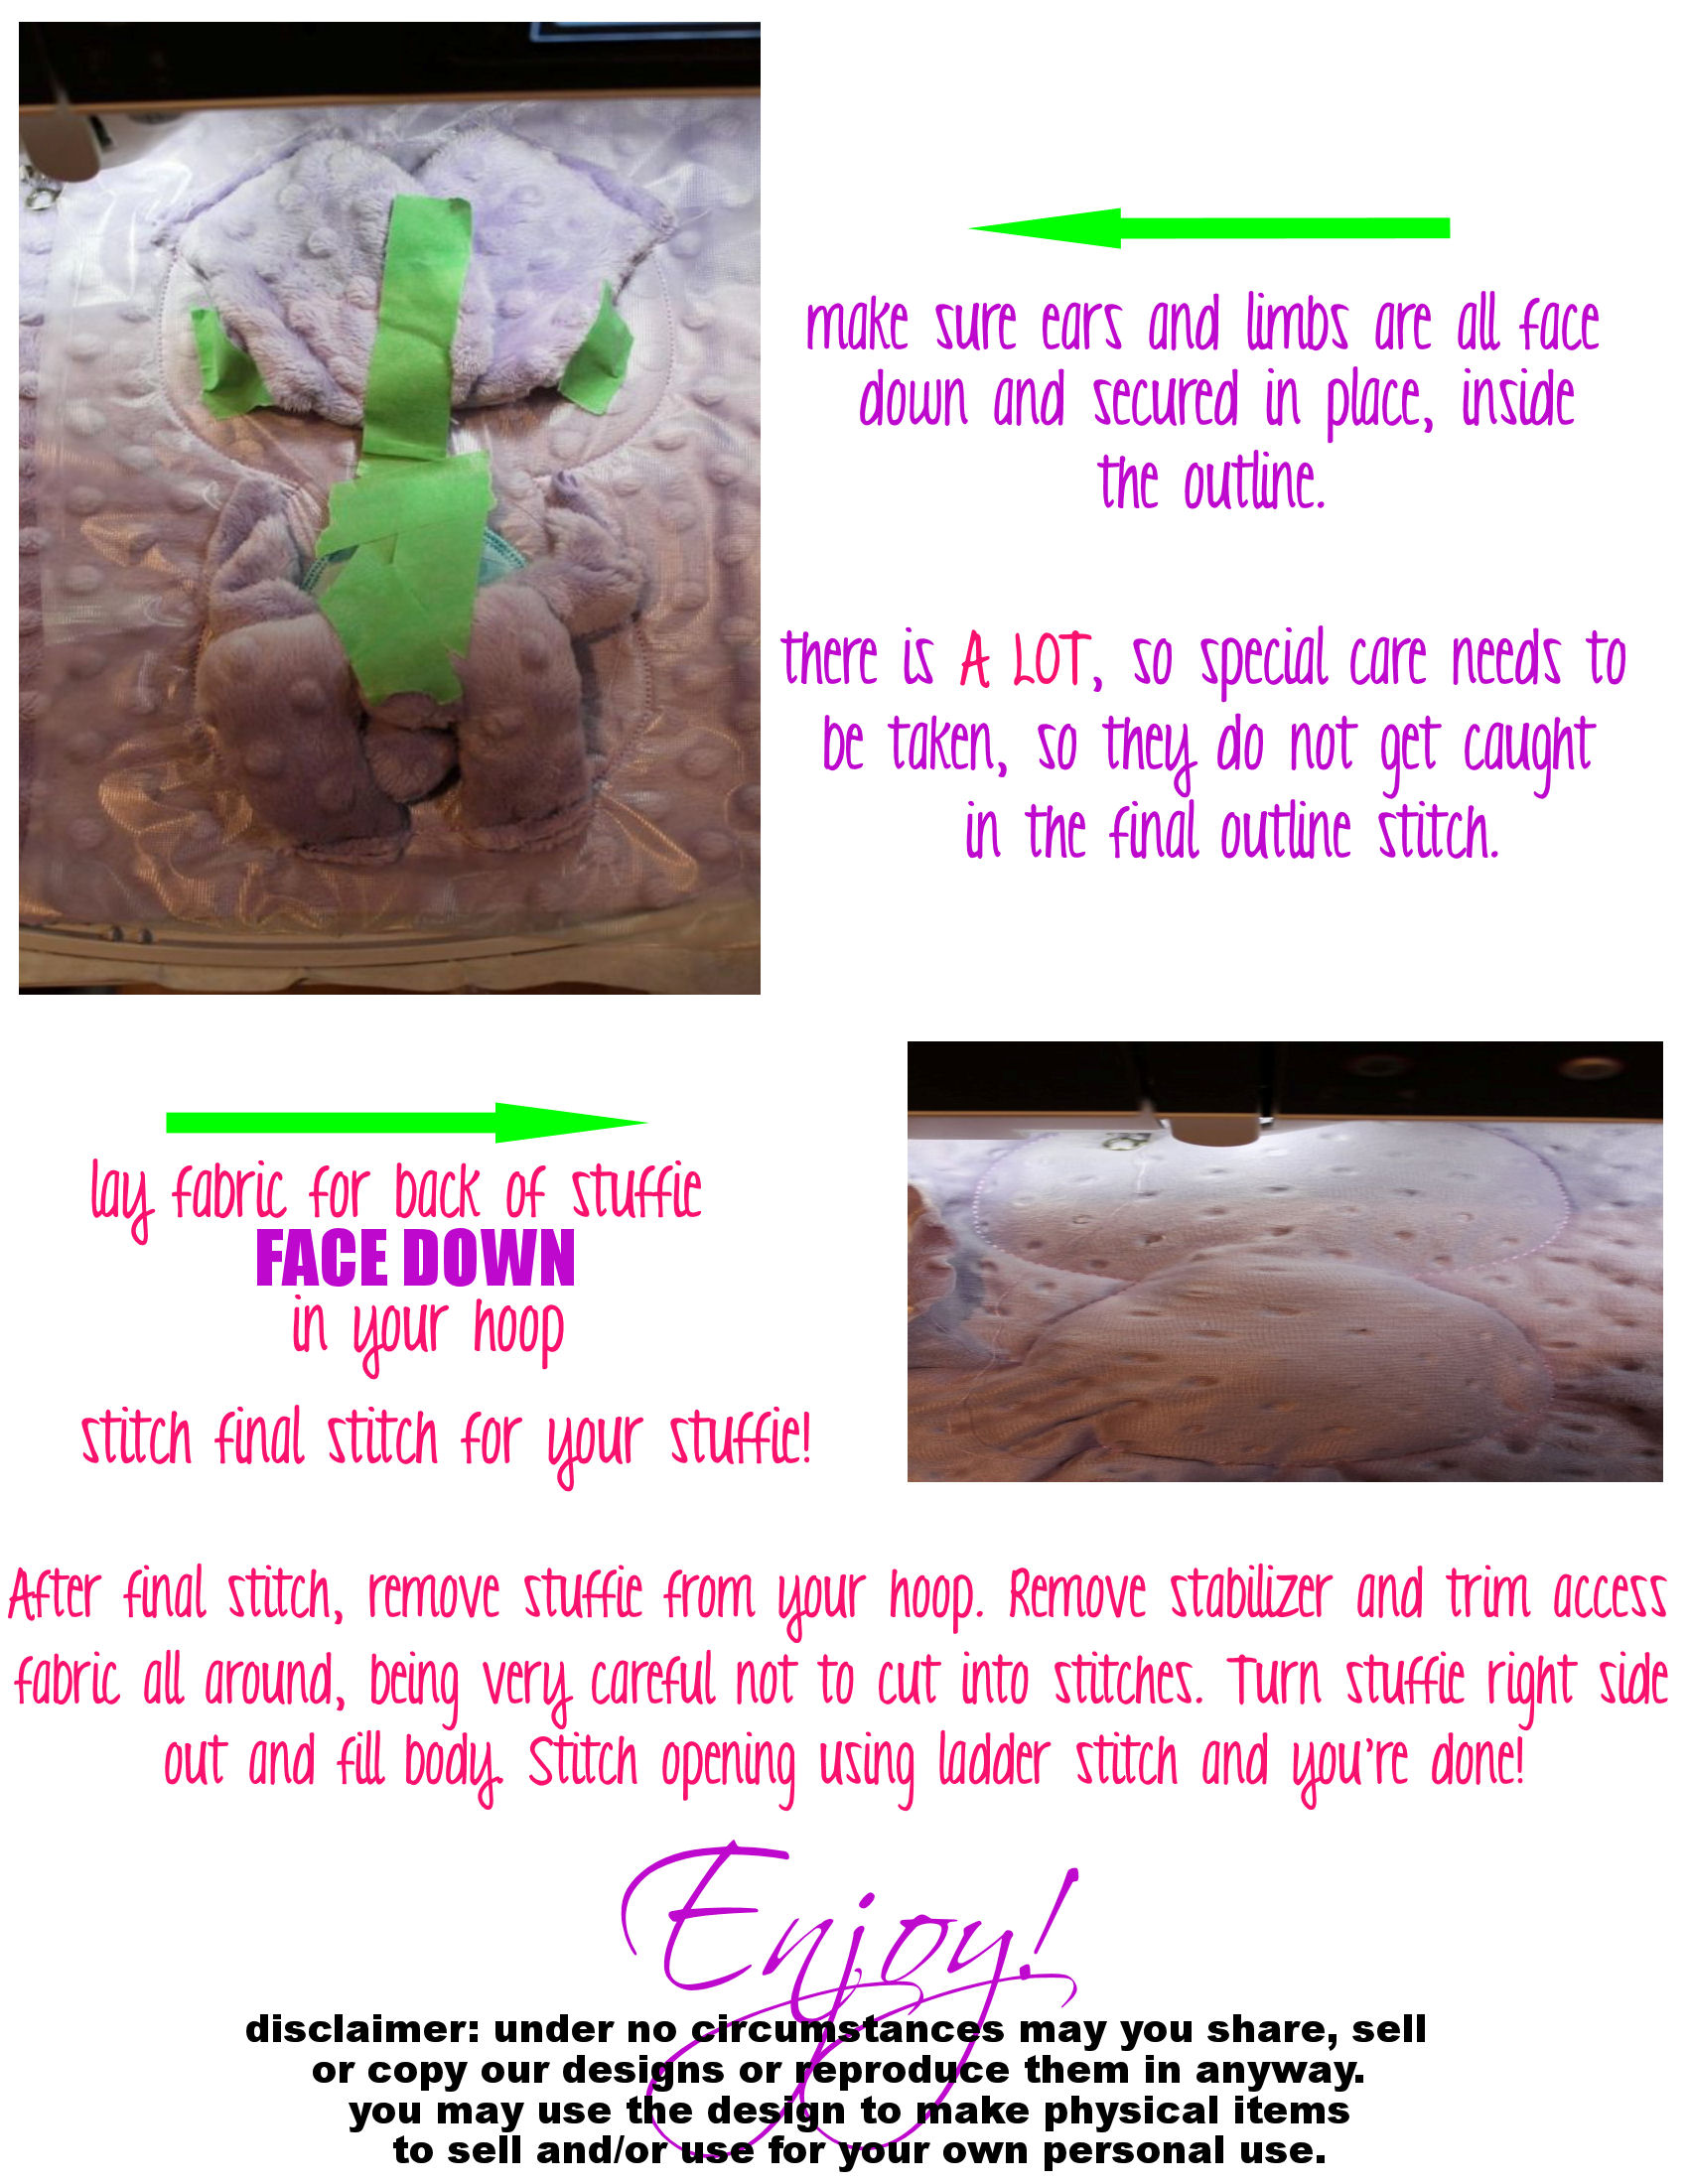 make sure ears and limbs are all face
down and secured in place, inside
the outline.
there is A LOT, so special care needs to
be taken, so they do not get caught
in the final outline stitch.
lay fabric for back of stuffie
FACE DOWN
in your hoop
stitch final stitch for your stuffie!
After final stitch, remove stuffie from your hoop. Remove stabilizer and trim access
fabric all around, being very careful not to cut into stitches. Turn stuffie right side
out and fill body. Stitch opening using ladder stitch and you're done!
Enjoy!
disclaimer: under no circumstances may you share, sell
or copy our designs or reproduce them in anyway.
you may use the design to make physical items
to sell and/or use for your own personal use.